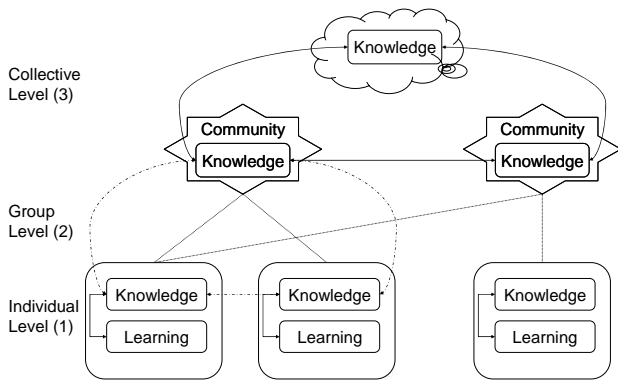 Knowledge
Collective
Level (3)
Community
Knowledge
Community
Knowledge
Group
Level (2)
Knowledge
Knowledge
Knowledge
Individual
Level (1)
Learning
Learning
Learning